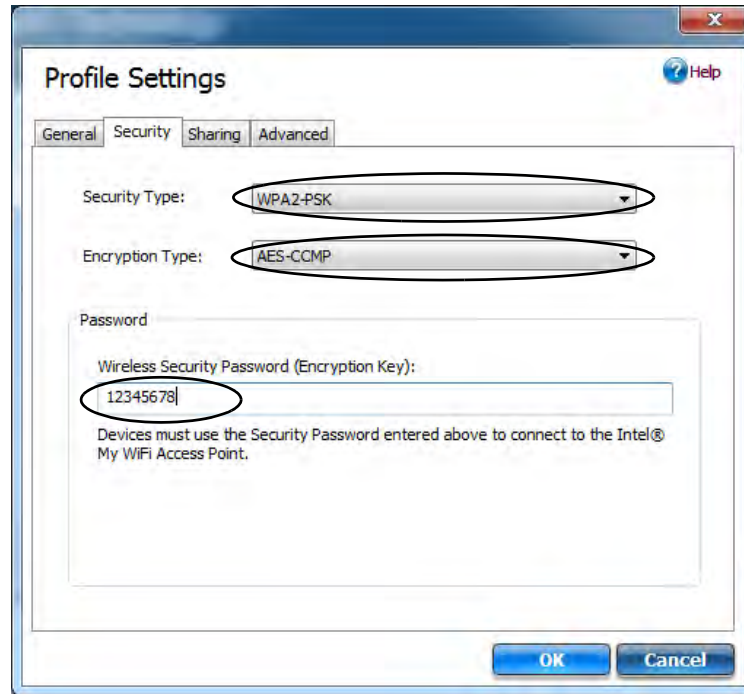 x
Profile Settings
? Help
General Security Sharing Advanced
Security Type: WPA2-PSK
Encryption Type: AES-CCMP
Password
Wireless Security Password (Encryption Key):
12345678
Devices must use the Security Password entered above to connect to the Intel®
My WiFi Access Point.
OK Cancel